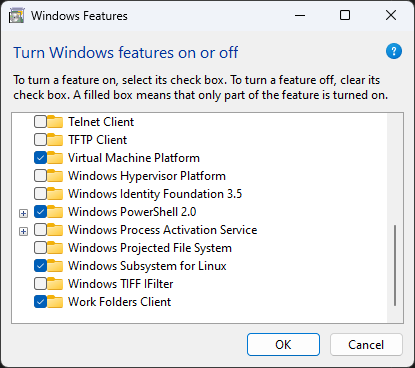 Windows Features
Turn Windows features on or off
?
To turn a feature on, select its check box. To turn a feature off, clear its
check box. A filled box means that only part of the feature is turned on.
Telnet Client
TFTP Client
Virtual Machine Platform
Windows Hypervisor Platform
Windows Identity Foundation 3.5
Windows PowerShell 2.0
Windows Process Activation Service
Windows Projected File System
Windows Subsystem for Linux
Windows TIFF IFilter
Work Folders Client
OK
Cancel